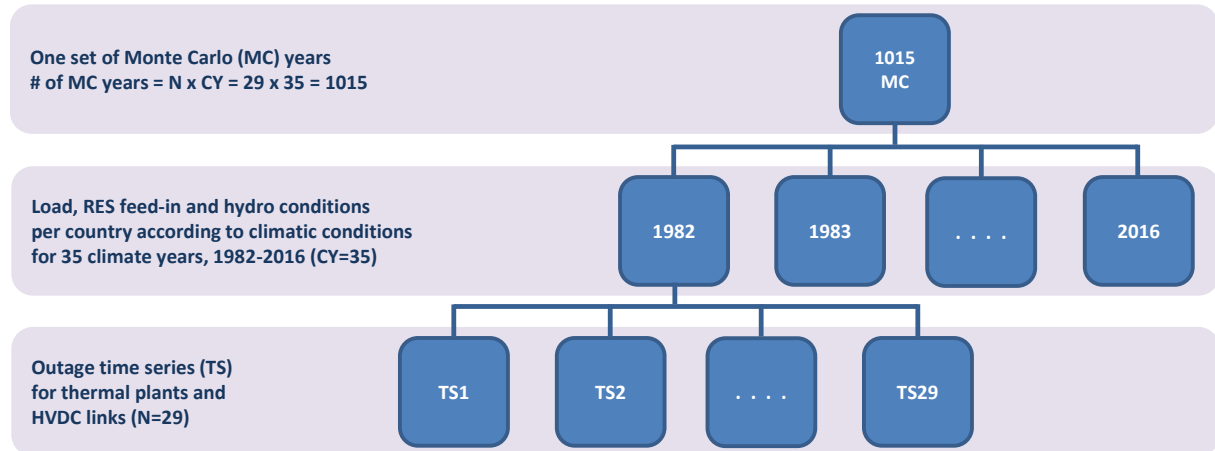 One set of Monte Carlo (MC) years
# of MC years = N x CY = 29 x 35 = 1015
1015
MC
Load, RES feed-in and hydro conditions
per country according to climatic conditions
for 35 climate years, 1982-2016 (CY=35)
1982
1983
. . . .
2016
Outage time series (TS)
for thermal plants and
HVDC links (N=29)
TS1
TS2
. . . .
TS29